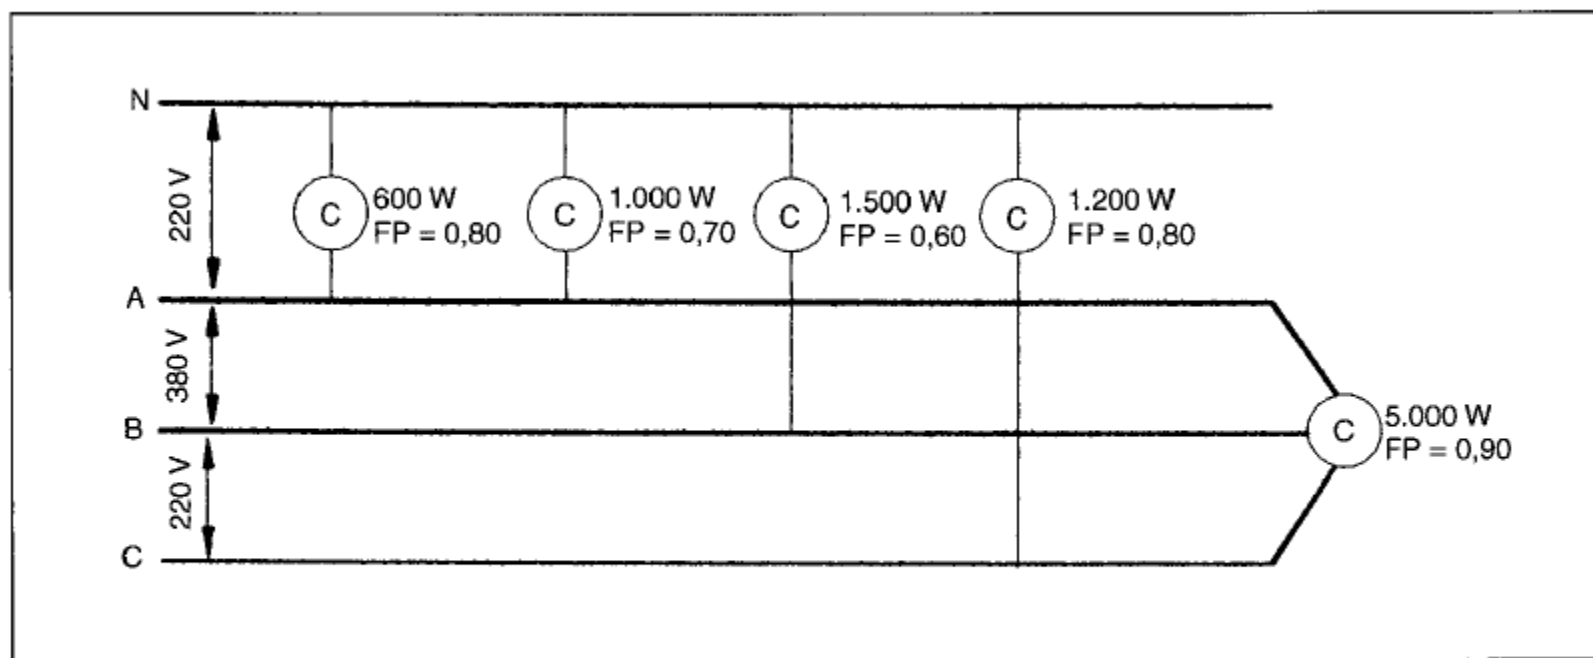 N
220 V
C
600 W
FP = 0,80
C
1.000 W
FP = 0,70
C
1.500 W
FP = 0,60
C
1.200 W
FP = 0,80
A
380 V
B
C
5.000 W
FP = 0,90
220 V
C